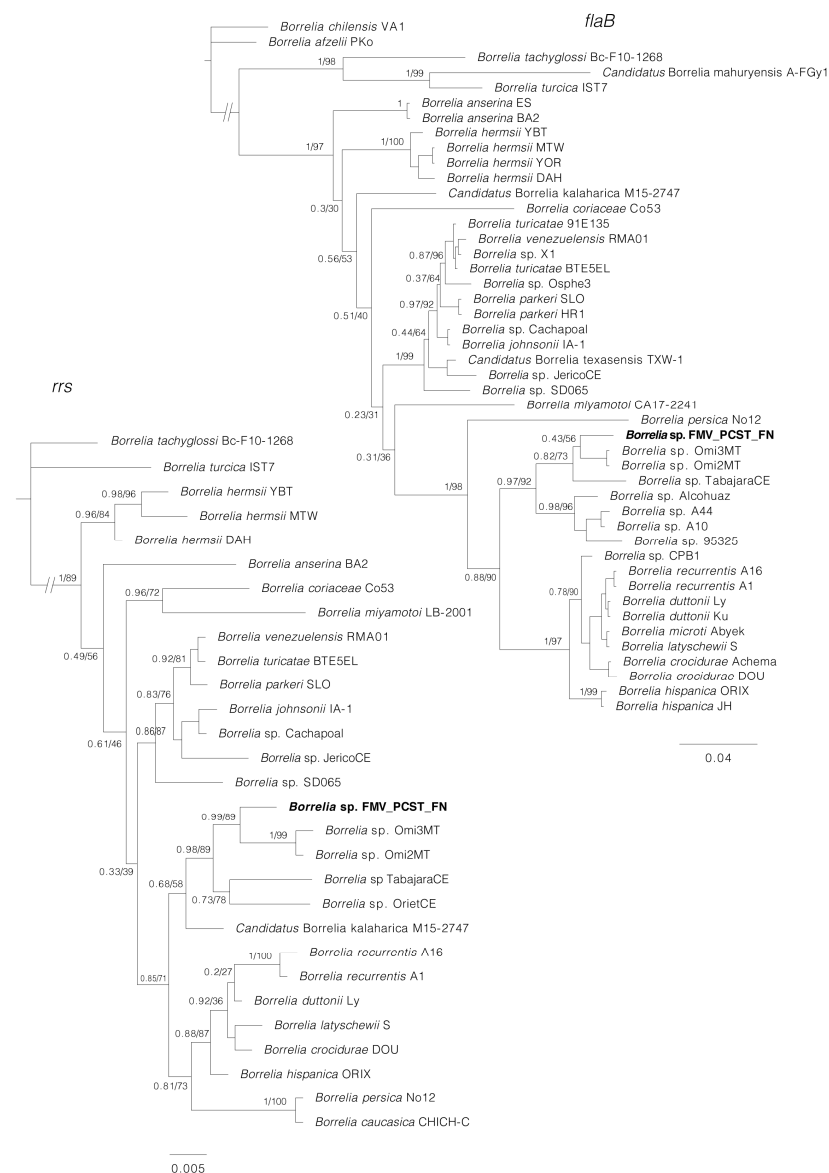 flaB
Borrelia chilensis VA1
Borrelia afzelii PKo
Borrelia tachyglossi Bc-F10-1268
1/98
Candidatus Borrelia mahuryensis A-FGy1
1/99
Borrelia turcica IST7
Borrelia anserina ES
1
Borrelia anserina BA2
Borrelia hermsii YBT
1/100
Borrelia hermsii MTW
1/97
Borrelia hermsii YOR
Borrelia hermsii DAH
Candidatus Borrelia kalaharica M15-2747
0.3/30
Borrelia coriaceae Co53
Borrelia turicatae 91E135
Borrelia venezuelensis RMA01
0.87/96
Borrelia sp. X1
0.56/53
Borrelia turicatae BTE5EL
0.37/64
Borrelia sp. Osphe3
Borrelia parkeri SLO
0.97/92
Borrelia parkeri HR1
0.51/40
Borrelia sp. Cachapoal
0.44/64
Borrelia johnsonii IA-1
1/99
Candidatus Borrelia texasensis TXW-1
Borrelia sp. JericoCE
Borrelia sp. SD065
Borrelia miyamotoi CA17-2241
0.23/31
Borrelia persica No12
Borrelia sp. FMV_PCST_FN
0.43/56
0.31/36
Borrelia sp. Omi3MT
0.82/73
Borrelia sp. Omi2MT
Borrelia sp. TabajaraCE
1/98
0.97/92
Borrelia sp. Alcohuaz
0.98/96
Borrelia sp. A44
Borrelia sp. A10
Borrelia sp. 95325
Borrelia sp. CPB1
0.88/90
Borrelia recurrentis A16
Borrelia recurrentis A1
0.78/90
Borrelia duttonii Ly
Borrelia duttonii Ku
Borrelia microti Abyek
1/97
Borrelia latyschewii S
Borrelia crocidurae Achema
Borrelia crocidurae DOU
1/99
Borrelia hispanica ORIX
Borrelia hispanica JH
0.04
rrs
Borrelia tachyglossi Bc-F10-1268
Borrelia turcica IST7
0.98/96
Borrelia hermsii YBT
0.96/84
Borrelia hermsii MTW
Borrelia hermsii DAH
1/89
Borrelia anserina BA2
0.96/72
Borrelia coriaceae Co53
Borrelia miyamotoi LB-2001
Borrelia venezuelensis RMA01
0.49/56
0.92/81
Borrelia turicatae BTE5EL
Borrelia parkeri SLO
0.83/76
Borrelia johnsonii IA-1
0.86/87
Borrelia sp. Cachapoal
0.61/46
Borrelia sp. JericoCE
Borrelia sp. SD065
Borrelia sp. FMV_PCST_FN
0.99/89
1/99
Borrelia sp. Omi3MT
0.98/89
Borrelia sp. Omi2MT
0.33/39
Borrelia sp TabajaraCE
0.68/58
0.73/78
Borrelia sp. OrietCE
Candidatus Borrelia kalaharica M15-2747
Borrelia recurrentis A16
1/100
0.2/27
Borrelia recurrentis A1
0.85/71
0.92/36
Borrelia duttonii Ly
Borrelia latyschewii S
0.88/87
Borrelia crocidurae DOU
Borrelia hispanica ORIX
0.81/73
Borrelia persica No12
1/100
Borrelia caucasica CHICH-C
0.005